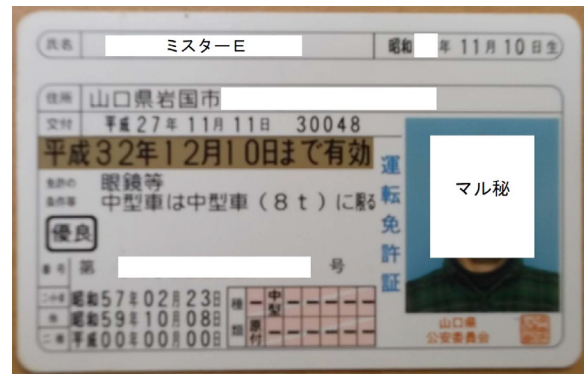 氏名 ミスターE 昭和 年11月10日生
住所 山口県岩国市
交付 平成27年11月11日 30048
平成32年12月10日まで有効
免許の条件等 眼鏡等
中型車は中型車(8t)に限る
優良
番号 第 号
二・小・原 昭和57年02月23日
他 昭和59年10月08日
二種 平成00年00月00日
種類 中型 原付
運転免許証
マル秘
山口県
公安委員会